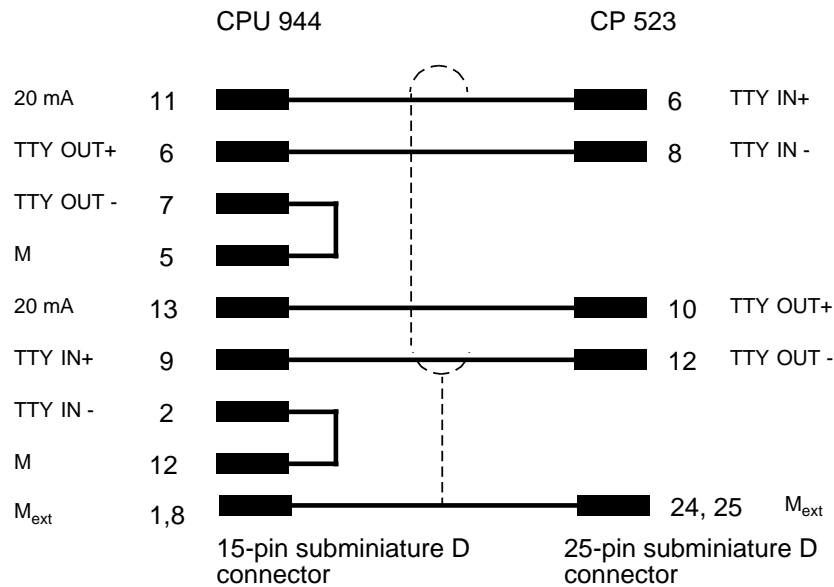 CPU 944 CP 523
20 mA 11 6 TTY IN+
TTY OUT+ 6 8 TTY IN -
TTY OUT - 7
M 5
20 mA 13 10 TTY OUT+
TTY IN+ 9 12 TTY OUT -
TTY IN - 2
M 12
Mext 1,8 24, 25 Mext
15-pin subminiature D 25-pin subminiature D
connector connector